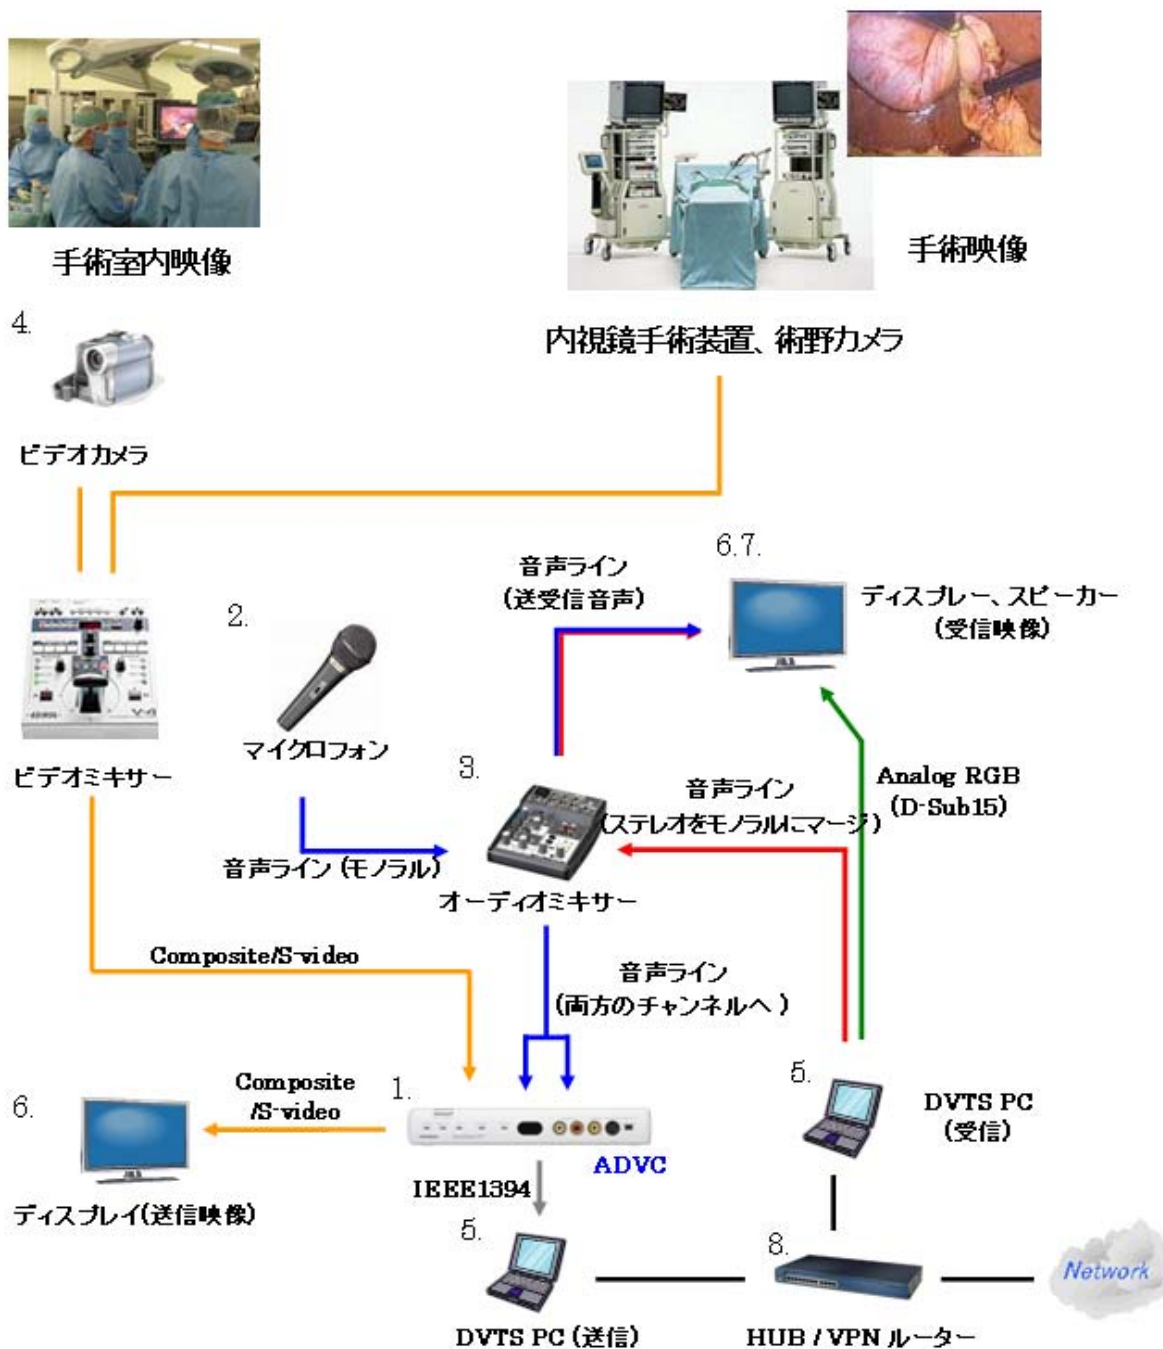 手術室内映像
手術映像
内視鏡手術装置、術野カメラ
4.
ビデオカメラ
6.7.
音声ライン
(送受信音声)
ディスプレー、スピーカー
(受信映像)
2.
マイクロフォン
ビデオミキサー
V-4
3.
音声ライン
(ステレオをモノラルにマージ)
Analog RGB
(D-Sub15)
音声ライン (モノラル)
オーディオミキサー
Composite/S-video
音声ライン
(両方のチャンネルへ)
6.
Composite
/S-video
1.
ADVC
5.
DVTS PC
(受信)
ディスプレイ(送信映像)
IEEE1394
5.
8.
Network
DVTS PC (送信)
HUB / VPN ルーター